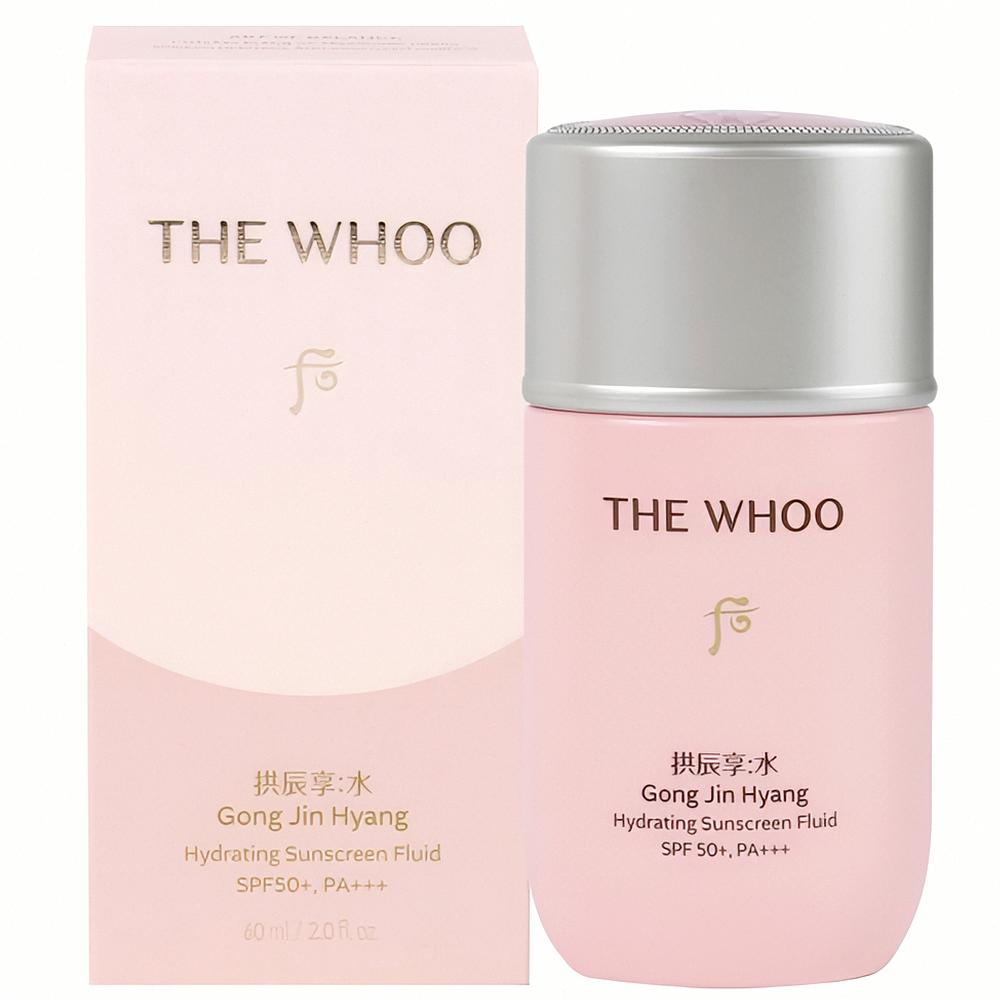 THE WHOO
拱辰享:水
Gong Jin Hyang
Hydrating Sunscreen Fluid
SPF50+, PA+++
60 ml / 2.0 fl. oz.
THE WHOO
拱辰享:水
Gong Jin Hyang
Hydrating Sunscreen Fluid
SPF 50+, PA+++